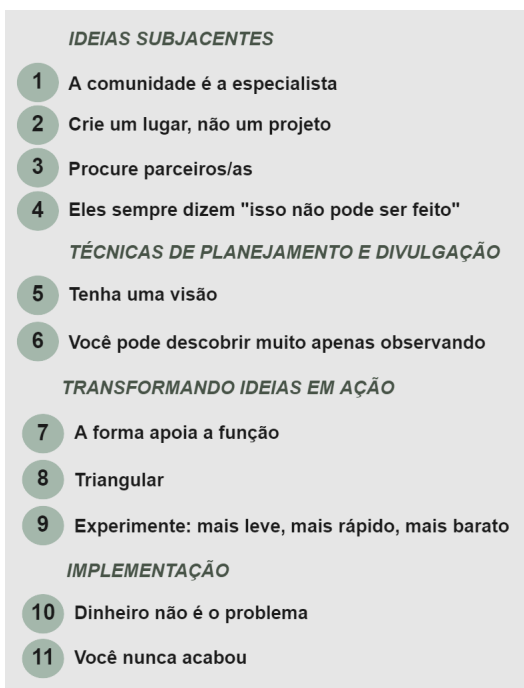 IDEIAS SUBJACENTES
1 A comunidade é a especialista
2 Crie um lugar, não um projeto
3 Procure parceiros/as
4 Eles sempre dizem "isso não pode ser feito"
TÉCNICAS DE PLANEJAMENTO E DIVULGAÇÃO
5 Tenha uma visão
6 Você pode descobrir muito apenas observando
TRANSFORMANDO IDEIAS EM AÇÃO
7 A forma apoia a função
8 Triangular
9 Experimente: mais leve, mais rápido, mais barato
IMPLEMENTAÇÃO
10 Dinheiro não é o problema
11 Você nunca acabou